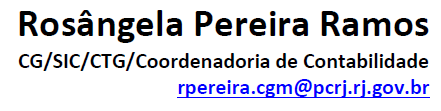 Rosângela Pereira Ramos
CG/SIC/CTG/Coordenadoria de Contabilidade
rpereira.cgm@pcrj.rj.gov.br